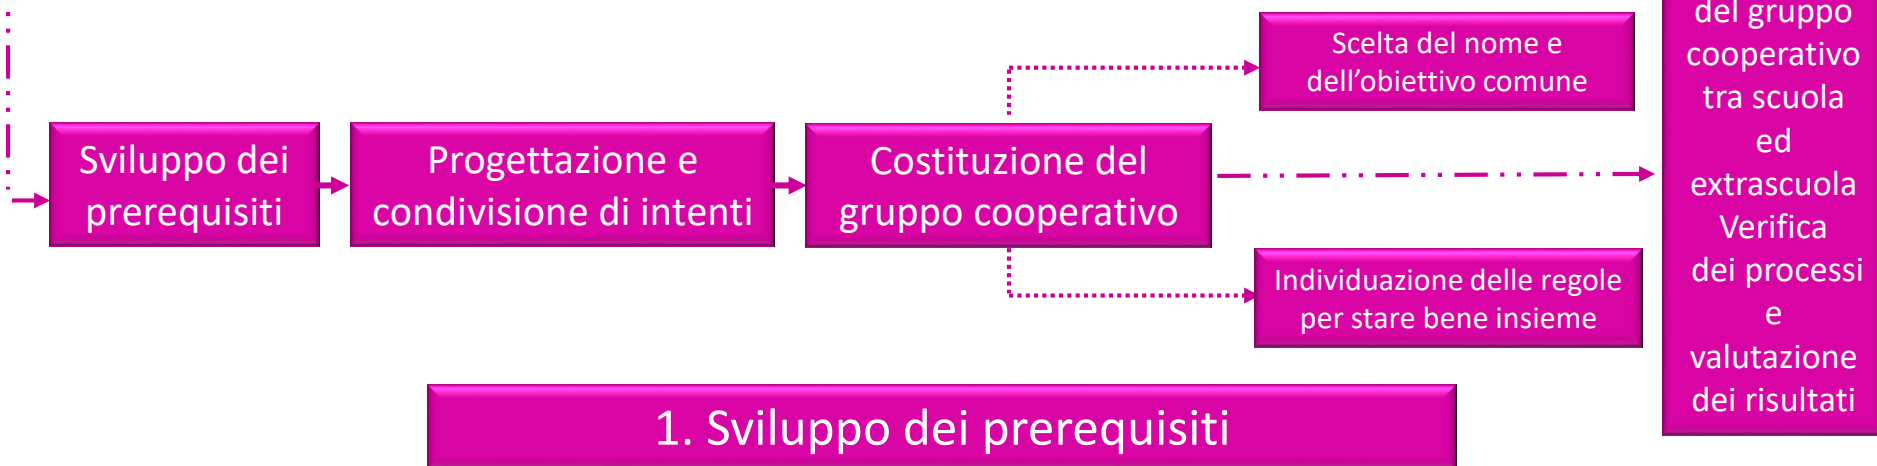 Sviluppo dei
prerequisiti
Progettazione e
condivisione di intenti
Costituzione del
gruppo cooperativo
Scelta del nome e
dell’obiettivo comune
Individuazione delle regole
per stare bene insieme
del gruppo
cooperativo
tra scuola
ed
extrascuola
Verifica
dei processi
e
valutazione
dei risultati
1. Sviluppo dei prerequisiti